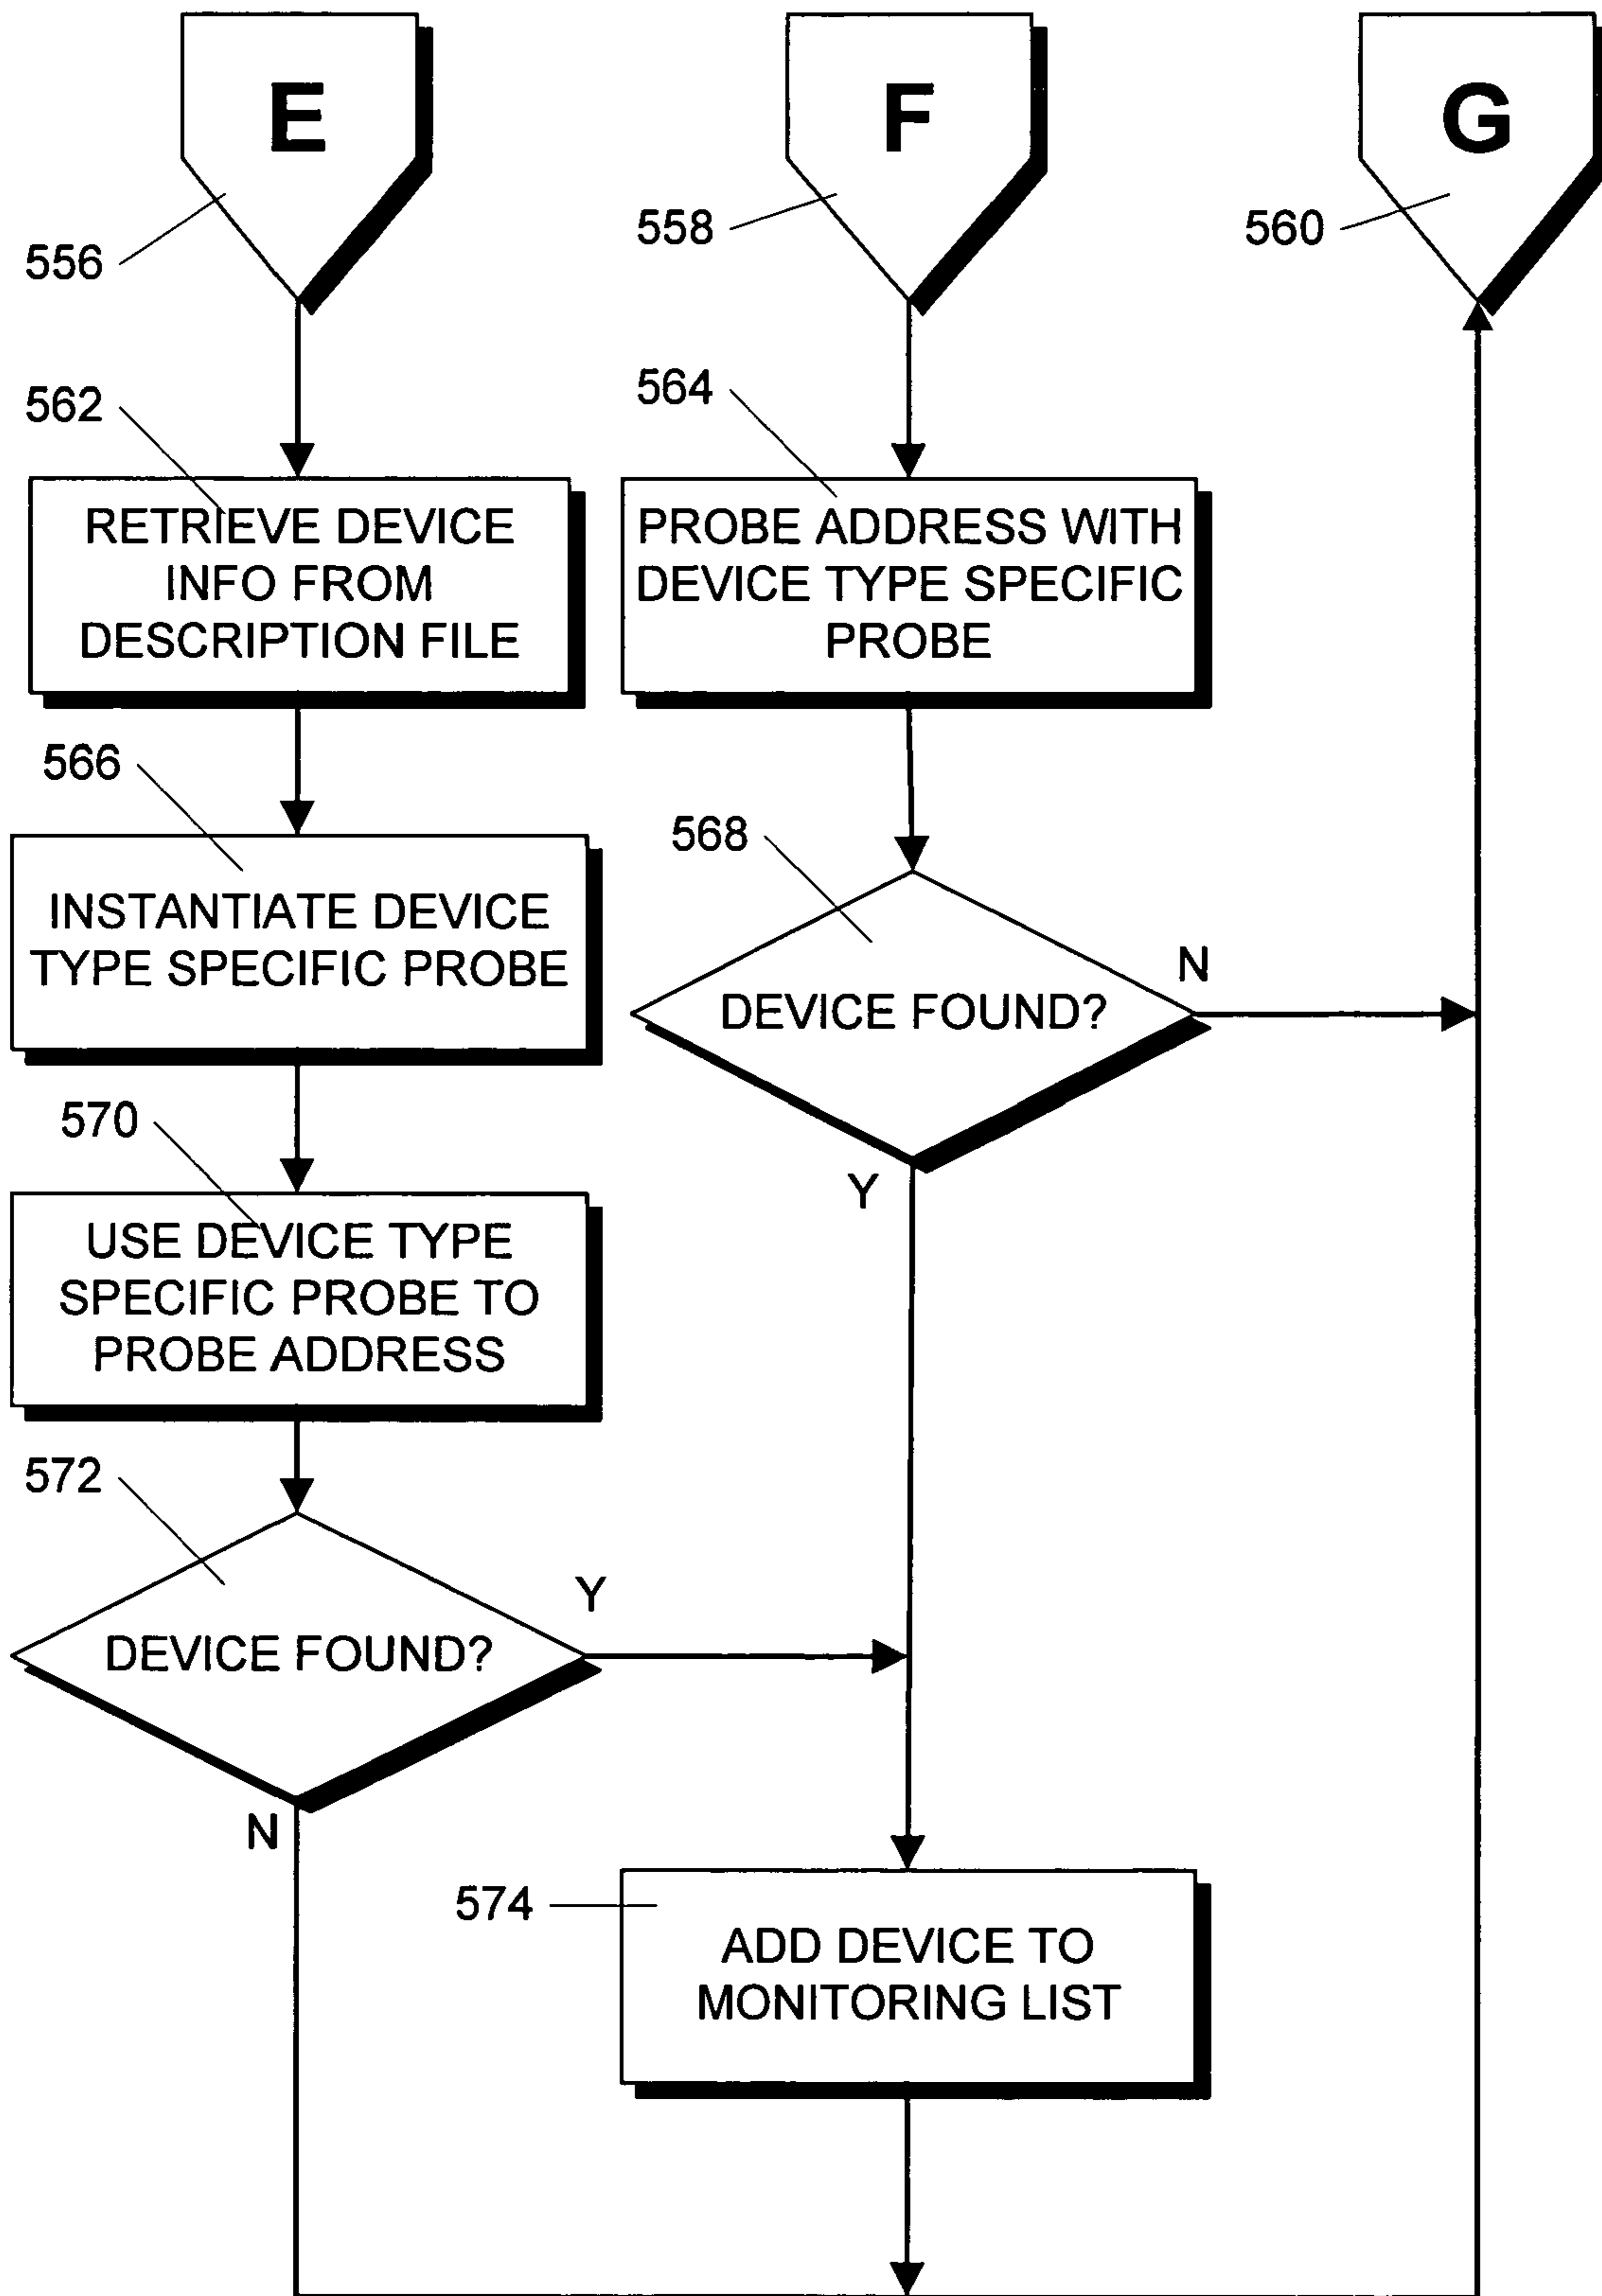 E
F
G
556
558
560
562
564
RETRIEVE DEVICE
INFO FROM
DESCRIPTION FILE
PROBE ADDRESS WITH
DEVICE TYPE SPECIFIC
PROBE
566
568
INSTANTIATE DEVICE
TYPE SPECIFIC PROBE
DEVICE FOUND?
N
Y
570
USE DEVICE TYPE
SPECIFIC PROBE TO
PROBE ADDRESS
572
DEVICE FOUND?
Y
N
574
ADD DEVICE TO
MONITORING LIST